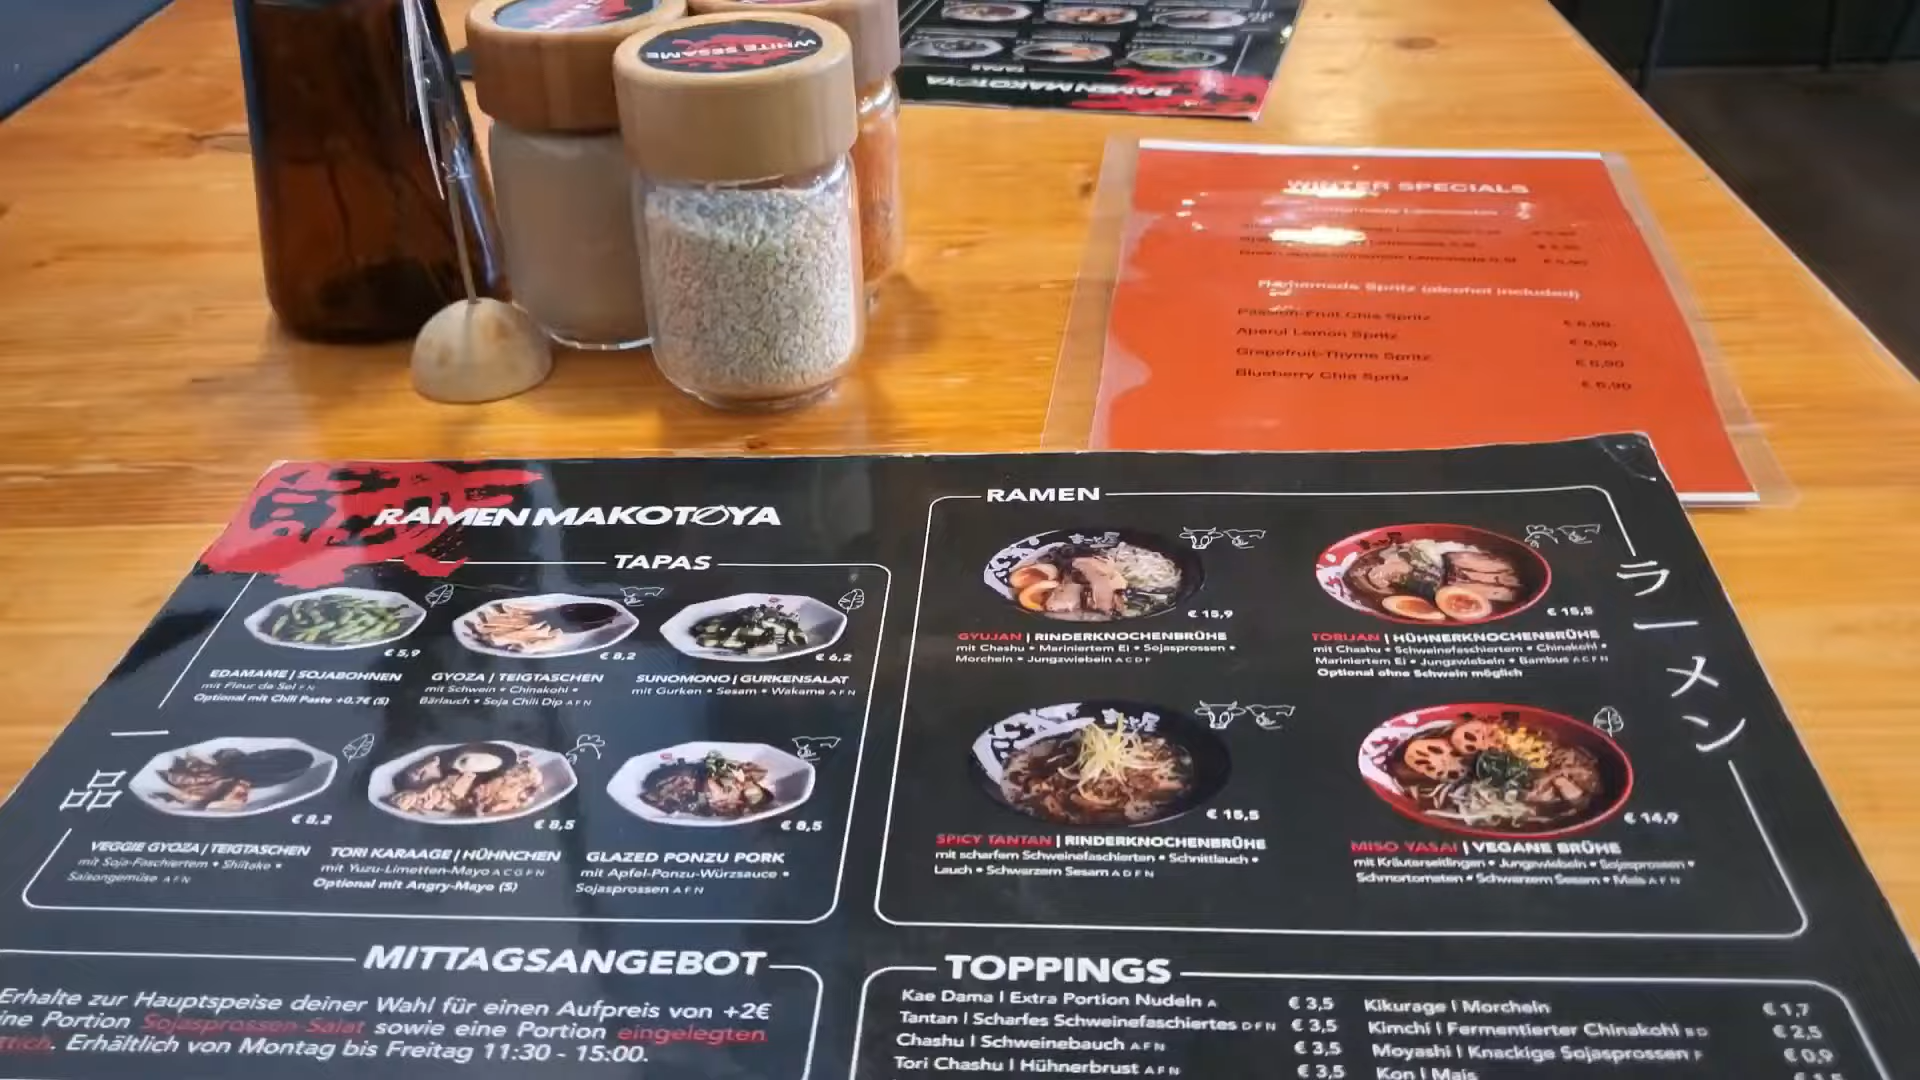 WHITE SESAME
TAPAS
RAMEN MAKOTOYA
WINTER SPECIALS
Homemade Spritz (alcohol included)
Passion-Fruit Chia Spritz € 6,90
Aperol Lemon Spritz € 6,90
Grapefruit-Thyme Spritz € 6,90
Blueberry Chia Spritz € 6,90
RAMEN MAKOTOYA
TAPAS
€ 5,9
€ 8,2
€ 6,2
EDAMAME | SOJABOHNEN
mit Fleur de Sel F N
Optional mit Chili Paste +0,7€ (S)
GYOZA | TEIGTASCHEN
mit Schwein • Chinakohl •
Bärlauch • Soja Chili Dip A F N
SUNOMONO | GURKENSALAT
mit Gurken • Sesam • Wakame A F N
一品
€ 8,2
€ 8,5
€ 8,5
VEGGIE GYOZA | TEIGTASCHEN
mit Soja-Faschiertem • Shiitake •
Saisongemüse A F N
TORI KARAAGE | HÜHNCHEN
mit Yuzu-Limetten-Mayo A C G F N
Optional mit Angry-Mayo (S)
GLAZED PONZU PORK
mit Apfel-Ponzu-Würzsauce •
Sojasprossen A F N
RAMEN
ラーメン
€ 15,9
GYUJAN | RINDERKNOCHENBRÜHE
mit Chashu • Mariniertem Ei • Sojasprossen •
Morcheln • Jungzwiebeln A C D F
€ 15,5
TORIJAN | HÜHNERKNOCHENBRÜHE
mit Chashu • Schweinefaschiertem • Chinakohl •
Mariniertem Ei • Jungzwiebeln • Bambus A C F N
Optional ohne Schwein möglich
€ 15,5
SPICY TANTAN | RINDERKNOCHENBRÜHE
mit scharfem Schweinefaschierten • Schnittlauch •
Lauch • Schwarzem Sesam A D F N
€ 14,9
MISO YASAI | VEGANE BRÜHE
mit Kräuterseitlingen • Jungzwiebeln • Sojasprossen •
Schmortomaten • Schwarzem Sesam • Mais A F N
MITTAGSANGEBOT
Erhalte zur Hauptspeise deiner Wahl für einen Aufpreis von +2€
ine Portion Sojasprossen-Salat sowie eine Portion eingelegten
ttich. Erhältlich von Montag bis Freitag 11:30 - 15:00.
TOPPINGS
Kae Dama | Extra Portion Nudeln A € 3,5
Tantan | Scharfes Schweinefaschiertes D F N € 3,5
Chashu | Schweinebauch A F N € 3,5
Tori Chashu | Hühnerbrust A F N € 3,5
Kikurage | Morcheln € 1,7
Kimchi | Fermentierter Chinakohl B D € 2,5
Moyashi | Knackige Sojasprossen F € 0,9
Kon | Mais